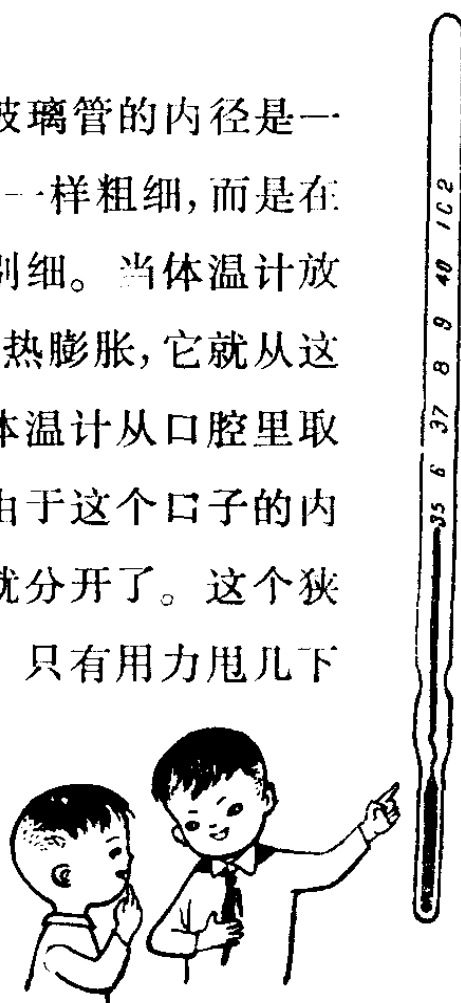 玻璃管的内径是一
一样粗细,而是在
别细。当体温计放
热膨胀,它就从这
体温计从口腔里取
由于这个口子的内
就分开了。这个狭
只有用力甩几下
35 6 37 8 9 40 1 C 2